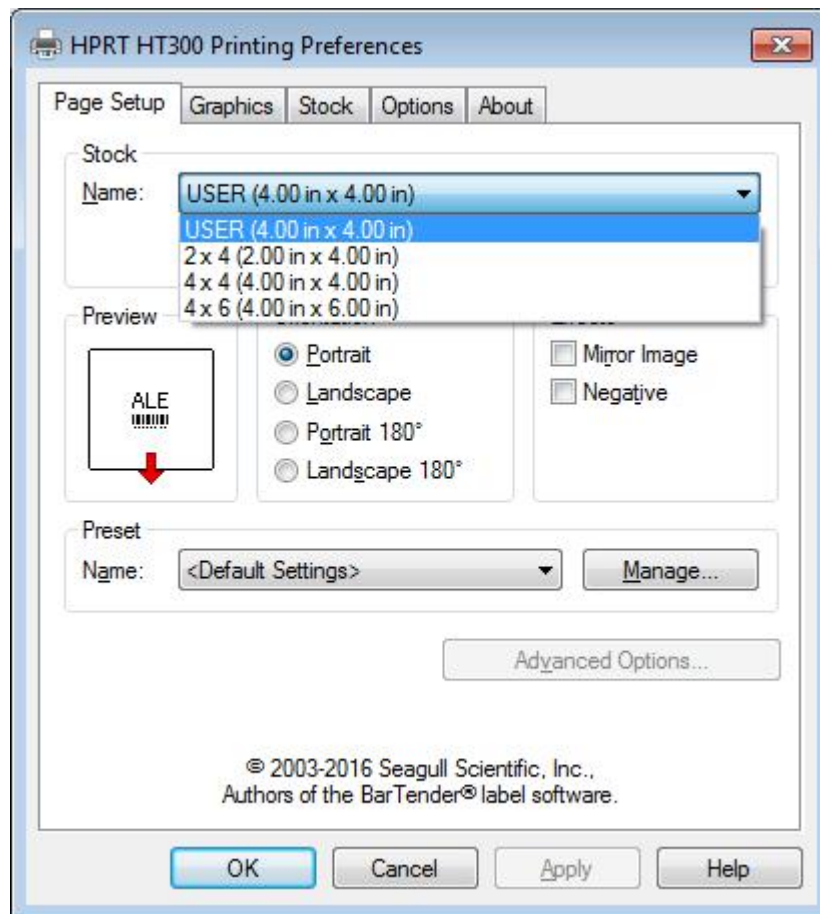 HPRT HT300 Printing Preferences
Page Setup Graphics Stock Options About
Stock
Name: USER (4.00 in x 4.00 in)
USER (4.00 in x 4.00 in)
2 x 4 (2.00 in x 4.00 in)
4 x 4 (4.00 in x 4.00 in)
4 x 6 (4.00 in x 6.00 in)
Preview
ALE
Portrait
Landscape
Portrait 180°
Landscape 180°
Mirror Image
Negative
Preset
Name: <Default Settings> Manage...
Advanced Options...
© 2003-2016 Seagull Scientific, Inc.,
Authors of the BarTender® label software.
OK Cancel Apply Help